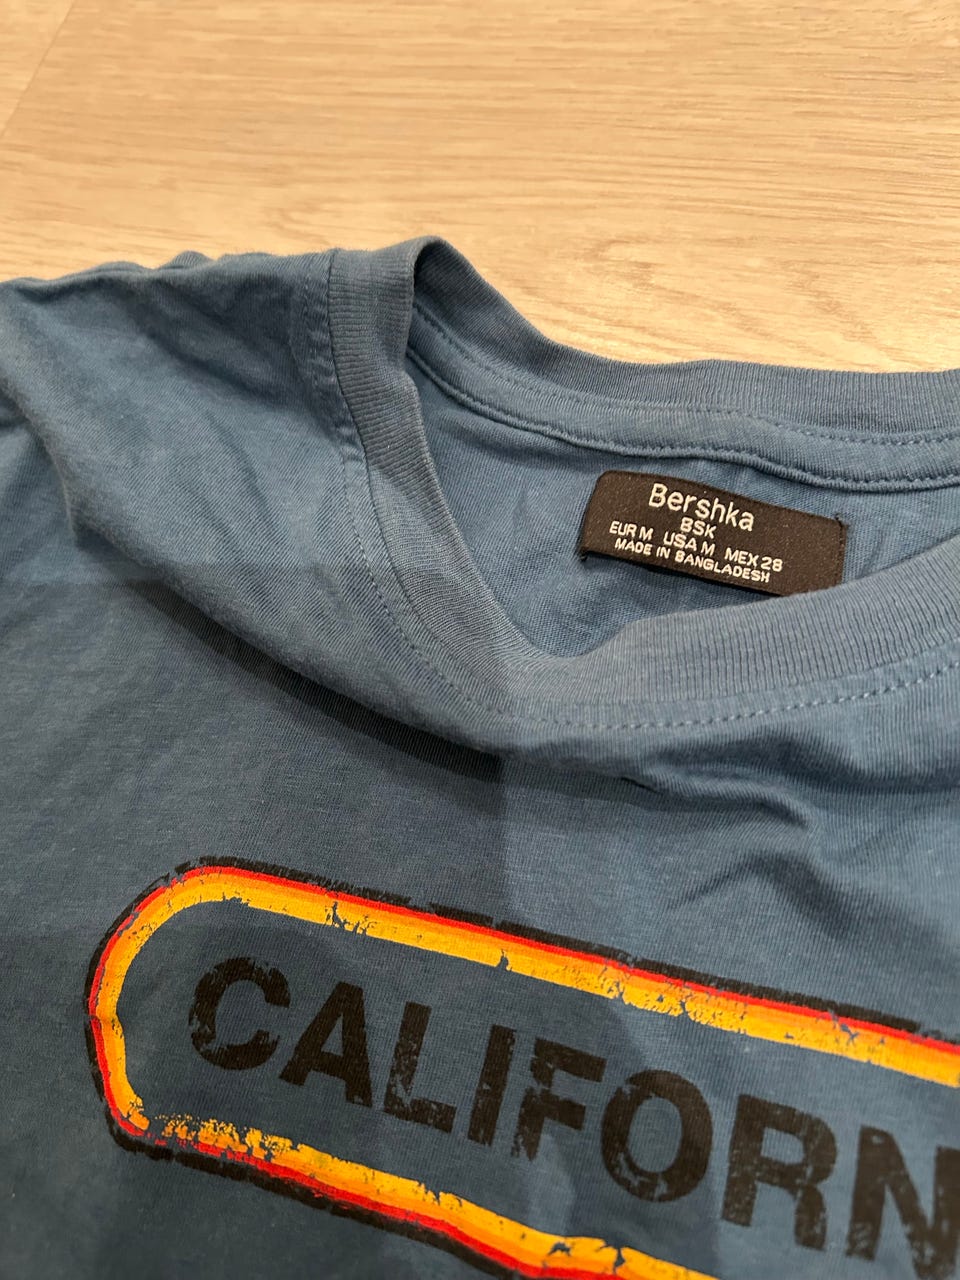 Bershka
BSK
EUR M USA M MEX 28
MADE IN BANGLADESH
CALIFORN